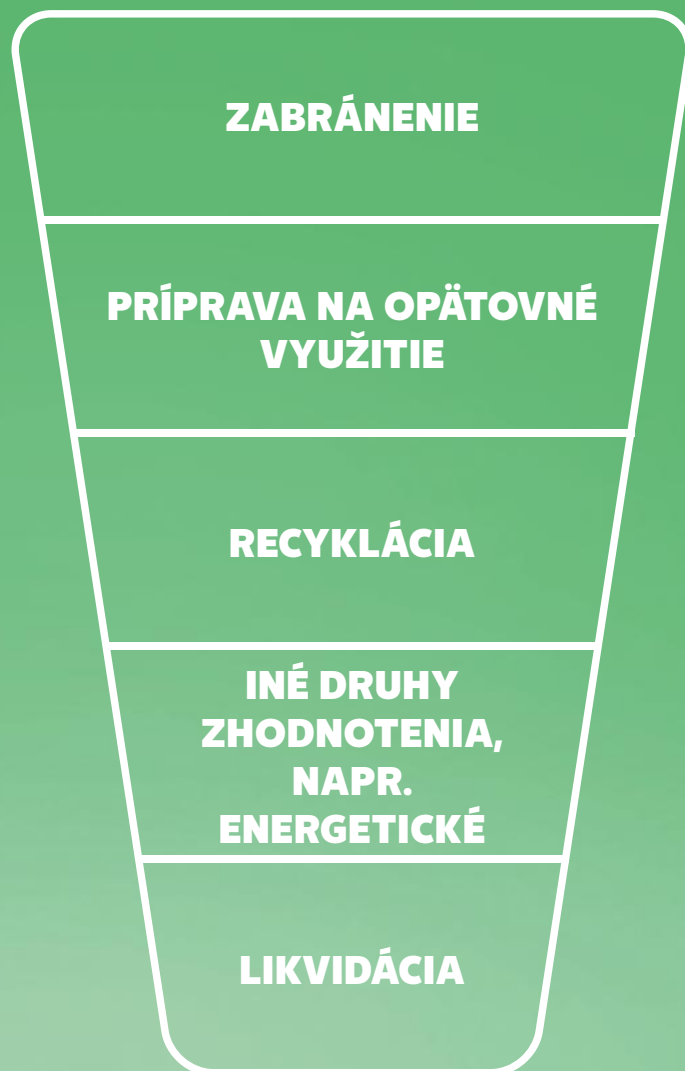 ZABRÁNENIE
PRÍPRAVA NA OPÄTOVNÉ
VYUŽITIE
RECYKLÁCIA
INÉ DRUHY
ZHODNOTENIA,
NAPR.
ENERGETICKÉ
LIKVIDÁCIA